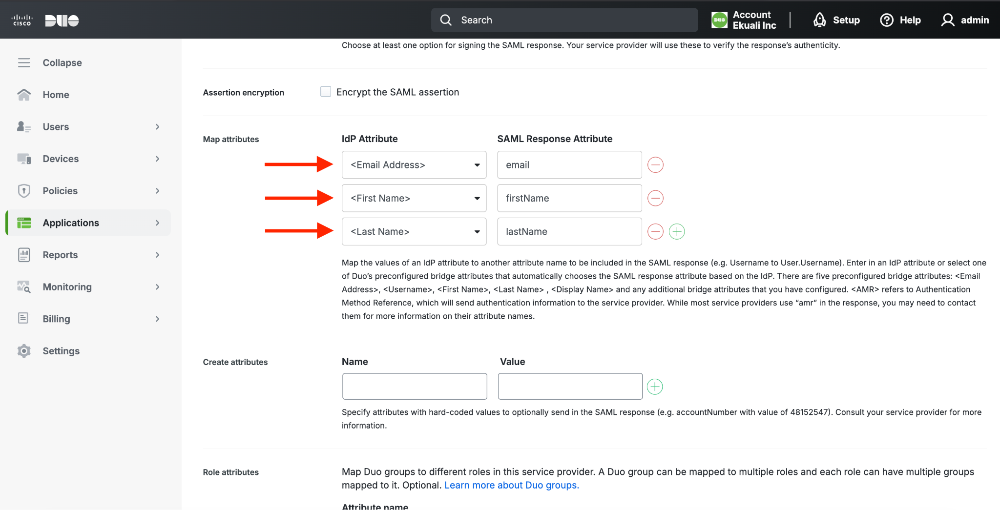 CISCO DUO
Search
Account
Ekuali Inc
Setup
Help
admin
Collapse
Home
Users
Devices
Policies
Applications
Reports
Monitoring
Billing
Settings
Choose at least one option for signing the SAML response. Your service provider will use these to verify the response’s authenticity.
Assertion encryption
Encrypt the SAML assertion
Map attributes
IdP Attribute SAML Response Attribute
<Email Address> email
<First Name> firstName
<Last Name> lastName
Map the values of an IdP attribute to another attribute name to be included in the SAML response (e.g. Username to User.Username). Enter in an IdP attribute or select one
of Duo’s preconfigured bridge attributes that automatically chooses the SAML response attribute based on the IdP. There are five preconfigured bridge attributes: <Email
Address>, <Username>, <First Name>, <Last Name> , <Display Name> and any additional bridge attributes that you have configured. <AMR> refers to Authentication
Method Reference, which will send authentication information to the service provider. While most service providers use “amr” in the response, you may need to contact
them for more information on their attribute names.
Create attributes
Name Value
Specify attributes with hard-coded values to optionally send in the SAML response (e.g. accountNumber with value of 48152547). Consult your service provider for more
information.
Role attributes
Map Duo groups to different roles in this service provider. A Duo group can be mapped to multiple roles and each role can have multiple groups
mapped to it. Optional. Learn more about Duo groups.
Attribute name